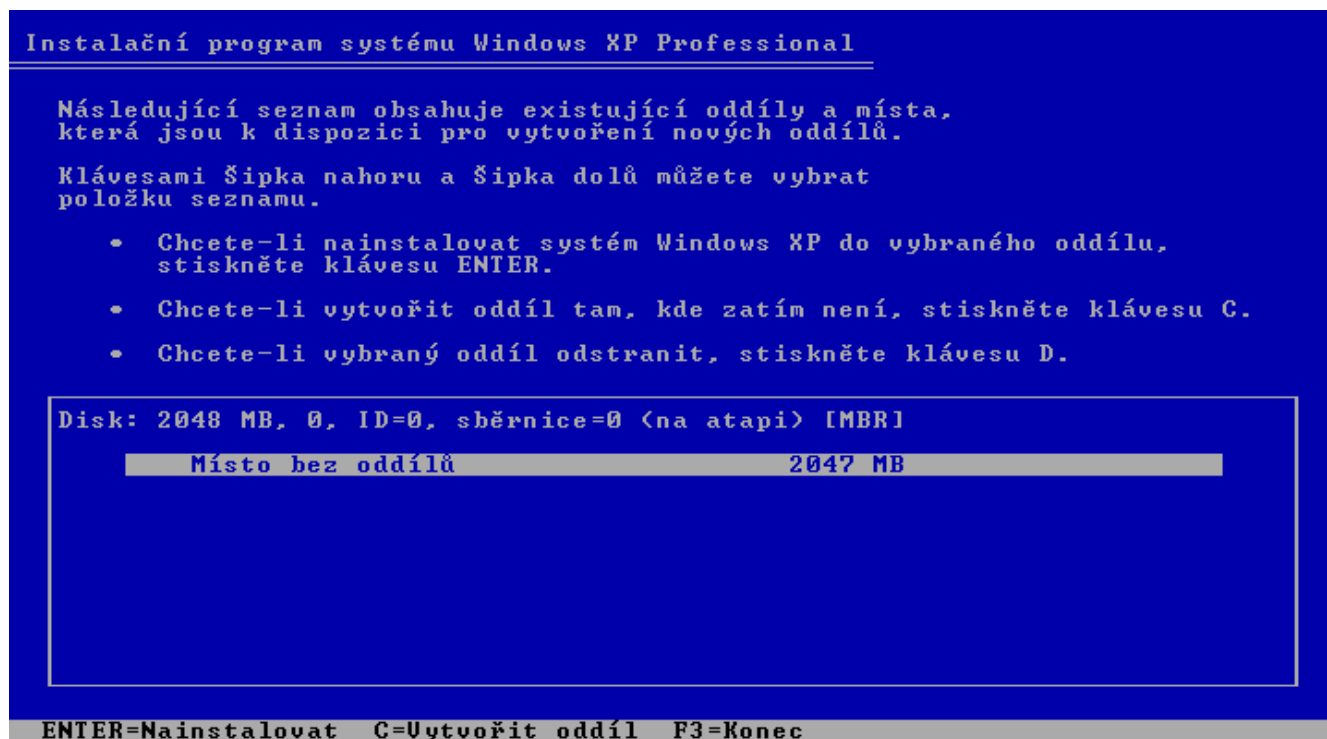 Instalační program systému Windows XP Professional
Následující seznam obsahuje existující oddíly a místa,
která jsou k dispozici pro vytvoření nových oddílů.
Klávesami Šipka nahoru a Šipka dolů můžete vybrat
položku seznamu.
• Chcete-li nainstalovat systém Windows XP do vybraného oddílu,
stiskněte klávesu ENTER.
• Chcete-li vytvořit oddíl tam, kde zatím není, stiskněte klávesu C.
• Chcete-li vybraný oddíl odstranit, stiskněte klávesu D.
Disk: 2048 MB, 0, ID=0, sběrnice=0 (na atapi) [MBR]
Místo bez oddílů 2047 MB
ENTER=Nainstalovat C=Vytvořit oddíl F3=Konec